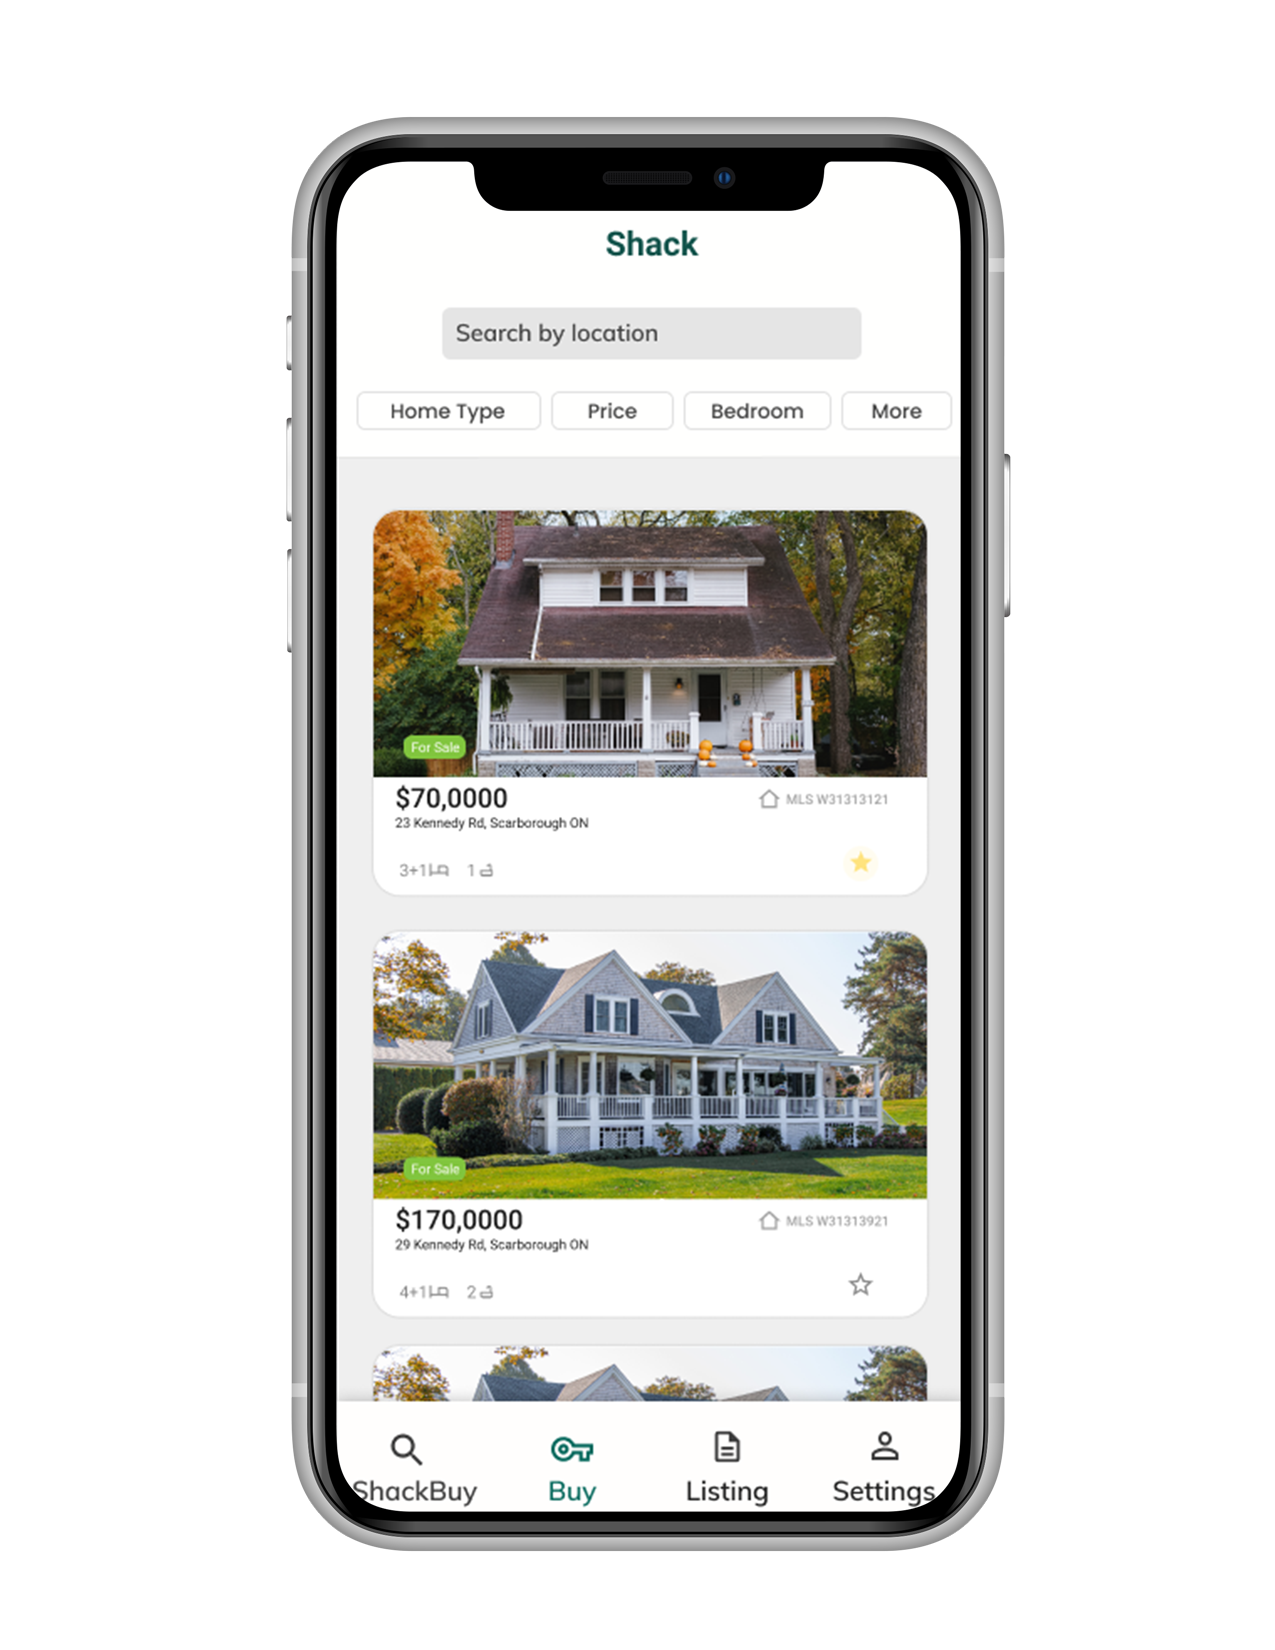 Shack
Search by location
Home Type Price Bedroom More
For Sale
$70,0000 MLS W31313121
23 Kennedy Rd, Scarborough ON
3+1 1
For Sale
$170,0000 MLS W31313921
29 Kennedy Rd, Scarborough ON
4+1 2
ShackBuy Buy Listing Settings